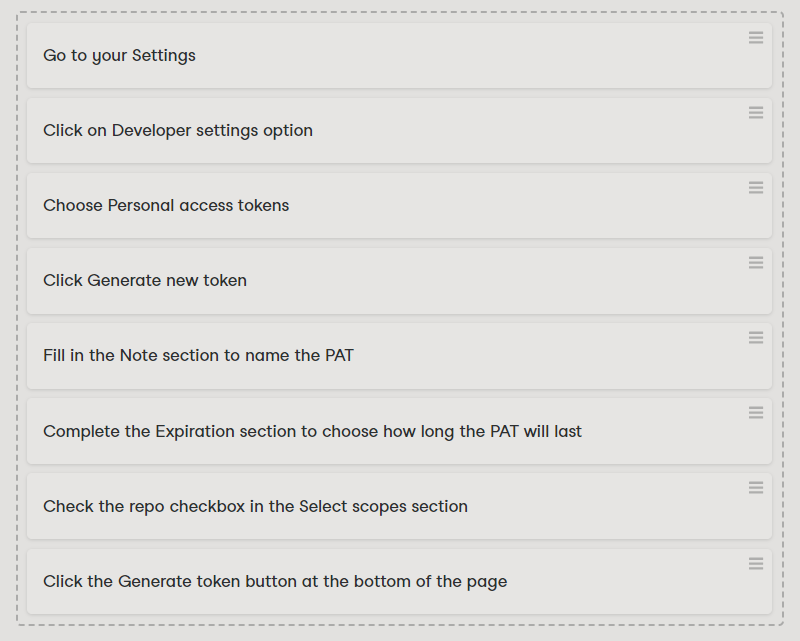 Go to your Settings
Click on Developer settings option
Choose Personal access tokens
Click Generate new token
Fill in the Note section to name the PAT
Complete the Expiration section to choose how long the PAT will last
Check the repo checkbox in the Select scopes section
Click the Generate token button at the bottom of the page